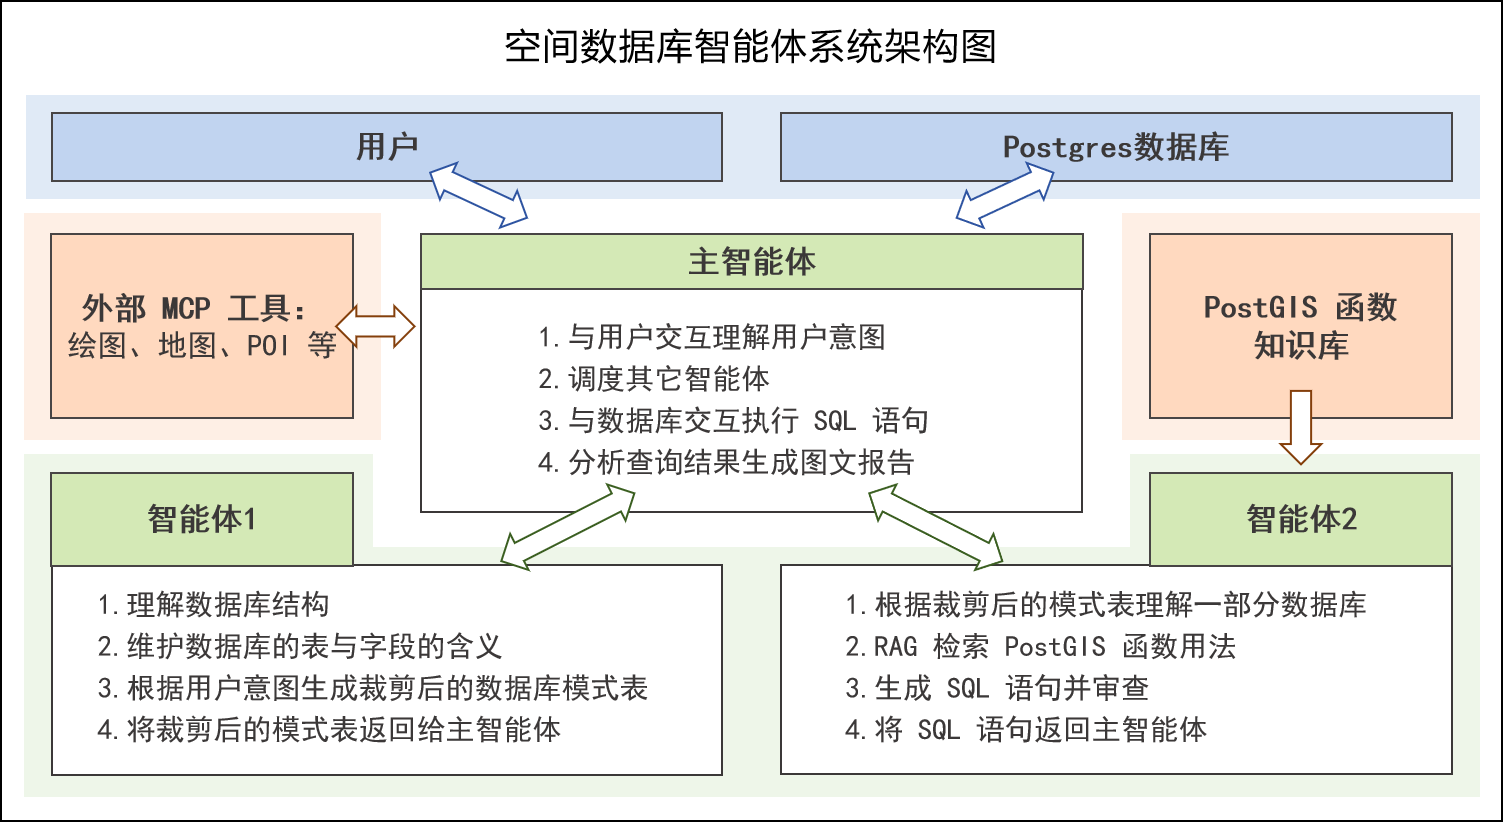 空间数据库智能体系统架构图
用户
Postgres数据库
外部 MCP 工具：
绘图、地图、POI 等
主智能体
1. 与用户交互理解用户意图
2. 调度其它智能体
3. 与数据库交互执行 SQL 语句
4. 分析查询结果生成图文报告
PostGIS 函数
知识库
智能体1
1. 理解数据库结构
2. 维护数据库的表与字段的含义
3. 根据用户意图生成裁剪后的数据库模式表
4. 将裁剪后的模式表返回给主智能体
智能体2
1. 根据裁剪后的模式表理解一部分数据库
2. RAG 检索 PostGIS 函数用法
3. 生成 SQL 语句并审查
4. 将 SQL 语句返回主智能体